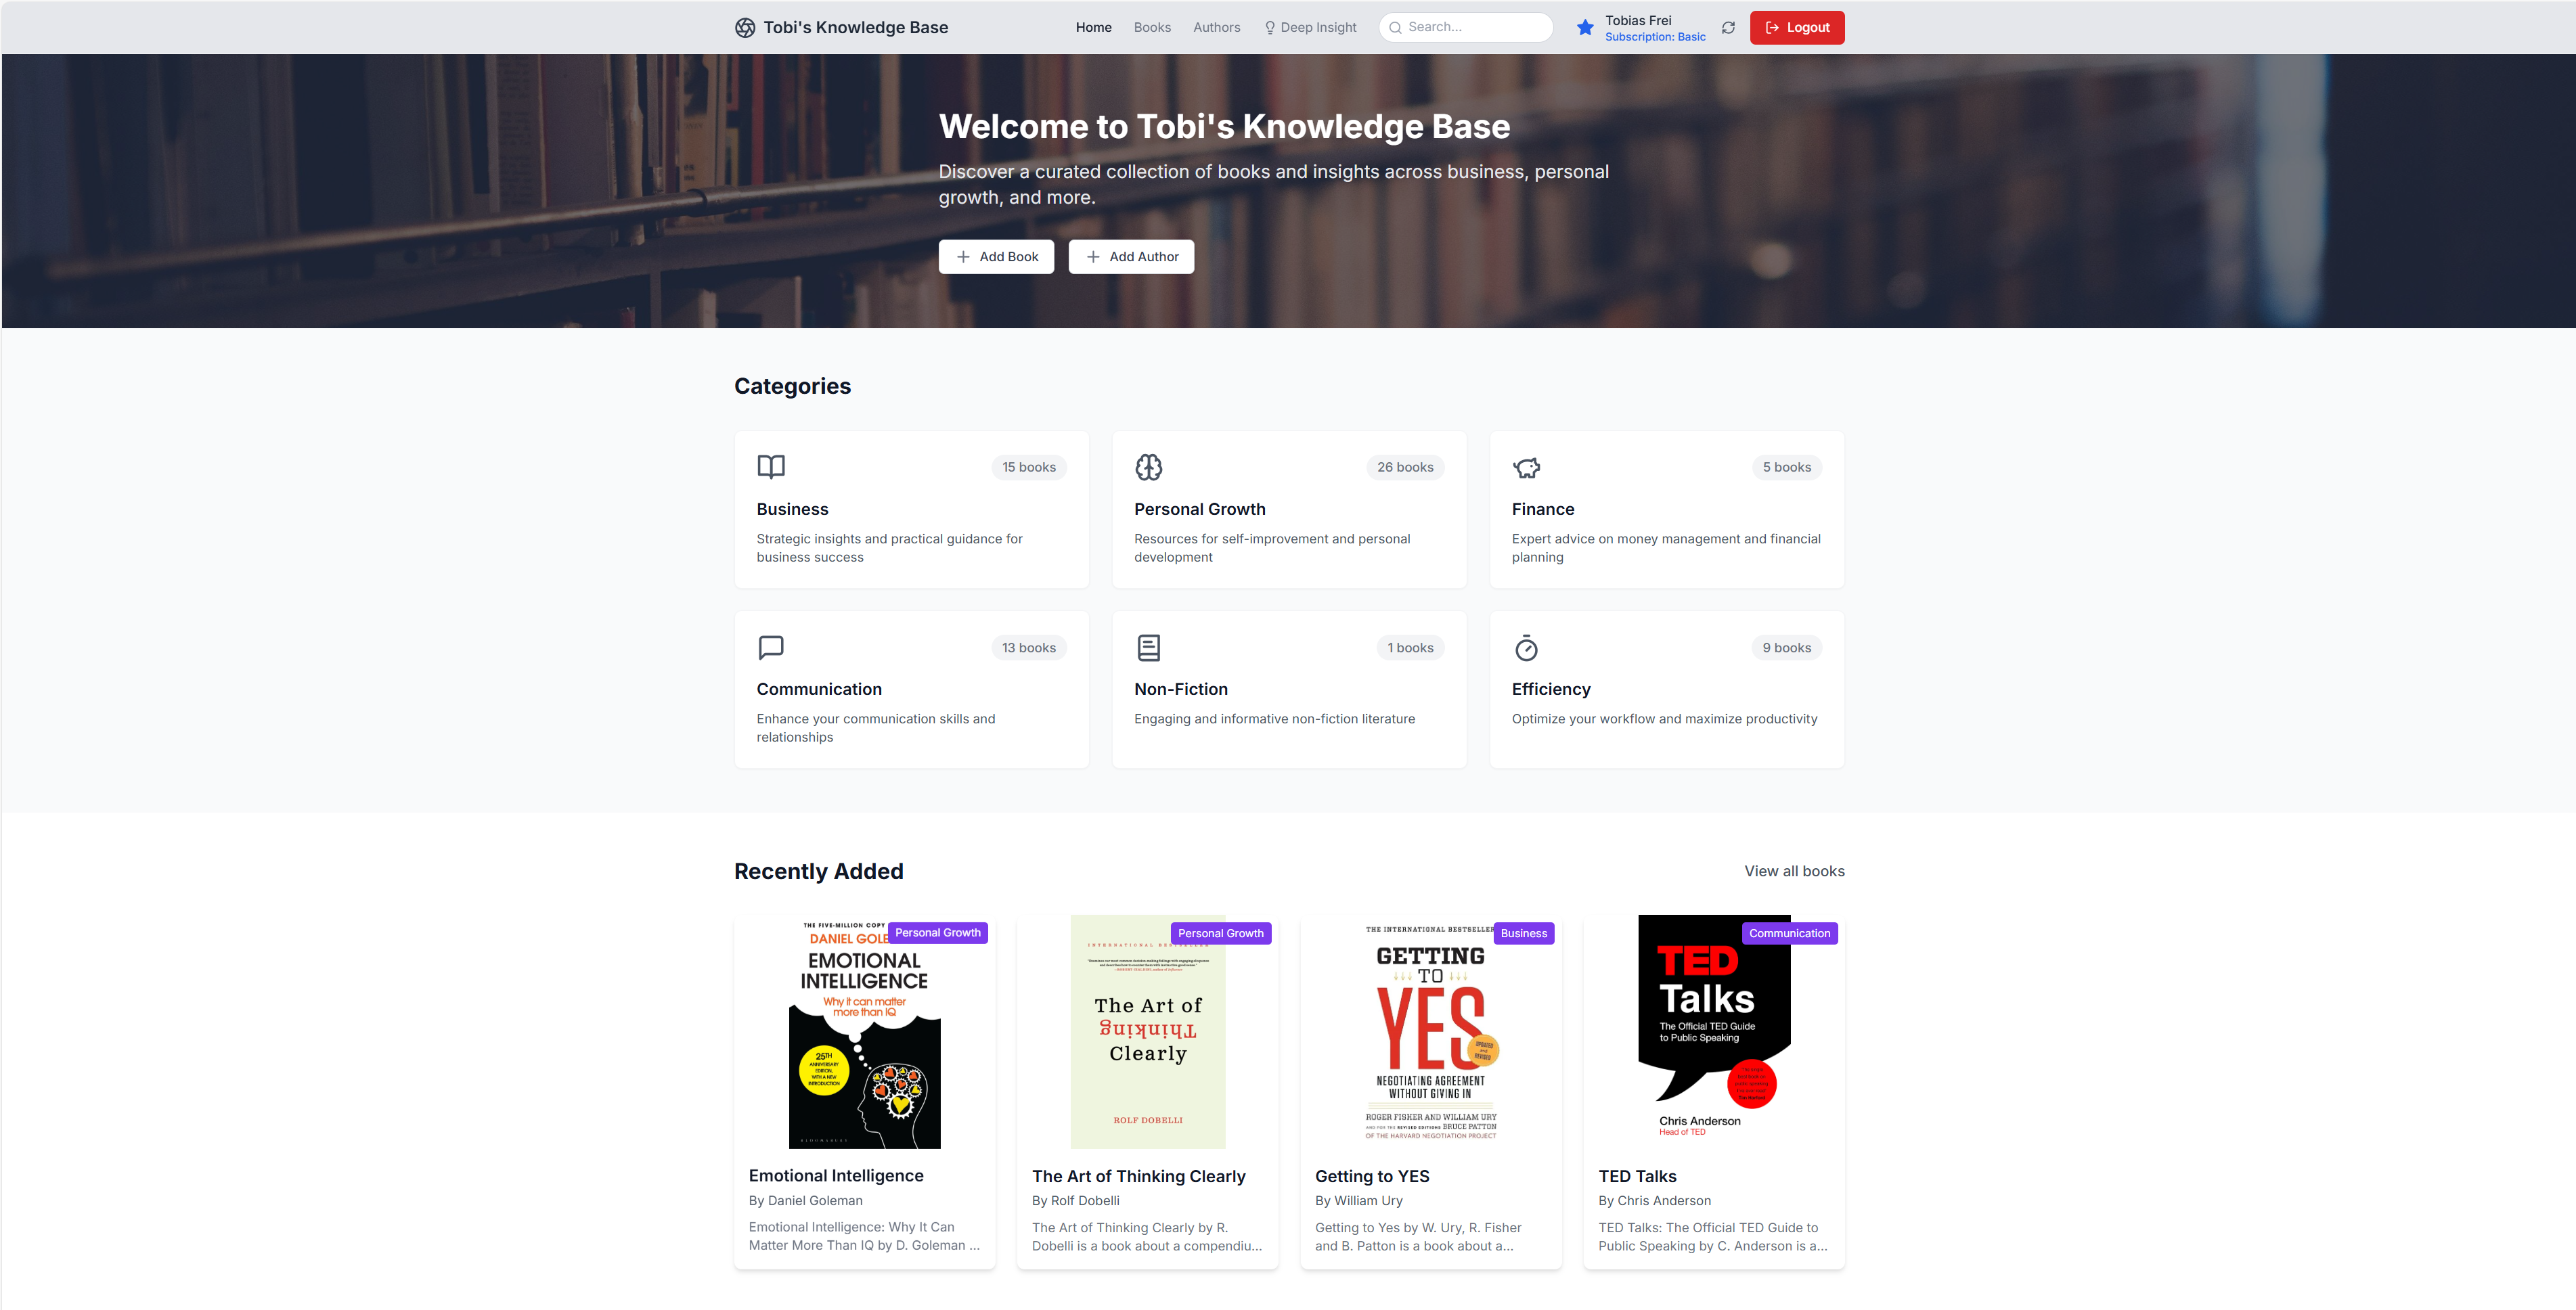 Tobi's Knowledge Base
Home
Books
Authors
Deep Insight
Search...
Tobias Frei
Subscription: Basic
Logout
Welcome to Tobi's Knowledge Base
Discover a curated collection of books and insights across business, personal
growth, and more.
Add Book
Add Author
Categories
15 books
Business
Strategic insights and practical guidance for
business success
26 books
Personal Growth
Resources for self-improvement and personal
development
5 books
Finance
Expert advice on money management and financial
planning
13 books
Communication
Enhance your communication skills and
relationships
1 books
Non-Fiction
Engaging and informative non-fiction literature
9 books
Efficiency
Optimize your workflow and maximize productivity
Recently Added
View all books
THE FIVE-MILLION COPY
Personal Growth
DANIEL GOLE
EMOTIONAL
INTELLIGENCE
Why it can matter
more than IQ
25TH
ANNIVERSARY
EDITION,
WITH A NEW
INTRODUCTION
BLOOMSBURY
Emotional Intelligence
By Daniel Goleman
Emotional Intelligence: Why It Can
Matter More Than IQ by D. Goleman ...
Personal Growth
INTERNATIONAL BESTSELLER
The Art of
Thinking
Clearly
ROLF DOBELLI
The Art of Thinking Clearly
By Rolf Dobelli
The Art of Thinking Clearly by R.
Dobelli is a book about a compendiu...
THE INTERNATIONAL BESTSELLER
Business
GETTING
TO
YES
UPDATED
and
REVISED
NEGOTIATING AGREEMENT
WITHOUT GIVING IN
ROGER FISHER AND WILLIAM URY
AND FOR THE REVISED EDITIONS BRUCE PATTON
OF THE HARVARD NEGOTIATION PROJECT
Getting to YES
By William Ury
Getting to Yes by W. Ury, R. Fisher
and B. Patton is a book about a...
Communication
TED
Talks
The Official TED Guide
to Public Speaking
Chris Anderson
Head of TED
TED Talks
By Chris Anderson
TED Talks: The Official TED Guide to
Public Speaking by C. Anderson is a...